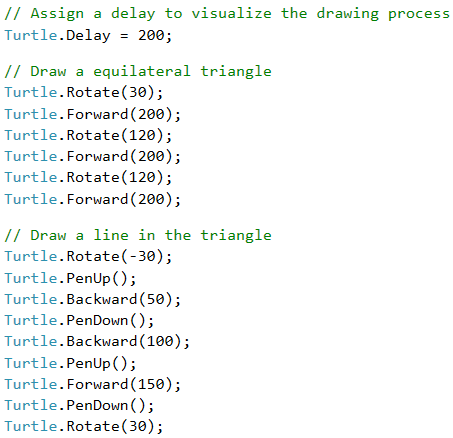 // Assign a delay to visualize the drawing process
Turtle.Delay = 200;
// Draw a equilateral triangle
Turtle.Rotate(30);
Turtle.Forward(200);
Turtle.Rotate(120);
Turtle.Forward(200);
Turtle.Rotate(120);
Turtle.Forward(200);
// Draw a line in the triangle
Turtle.Rotate(-30);
Turtle.PenUp();
Turtle.Backward(50);
Turtle.PenDown();
Turtle.Backward(100);
Turtle.PenUp();
Turtle.Forward(150);
Turtle.PenDown();
Turtle.Rotate(30);